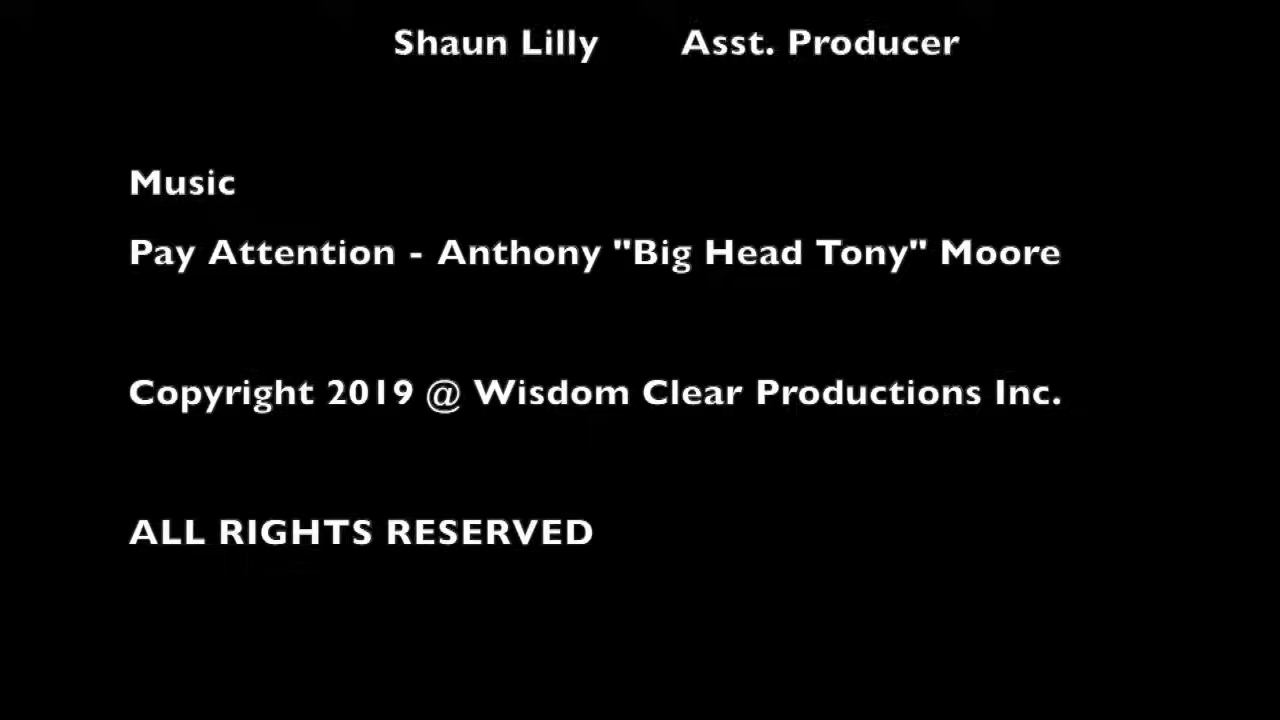 Shaun Lilly Asst. Producer
Music
Pay Attention - Anthony "Big Head Tony" Moore
Copyright 2019 @ Wisdom Clear Productions Inc.
ALL RIGHTS RESERVED